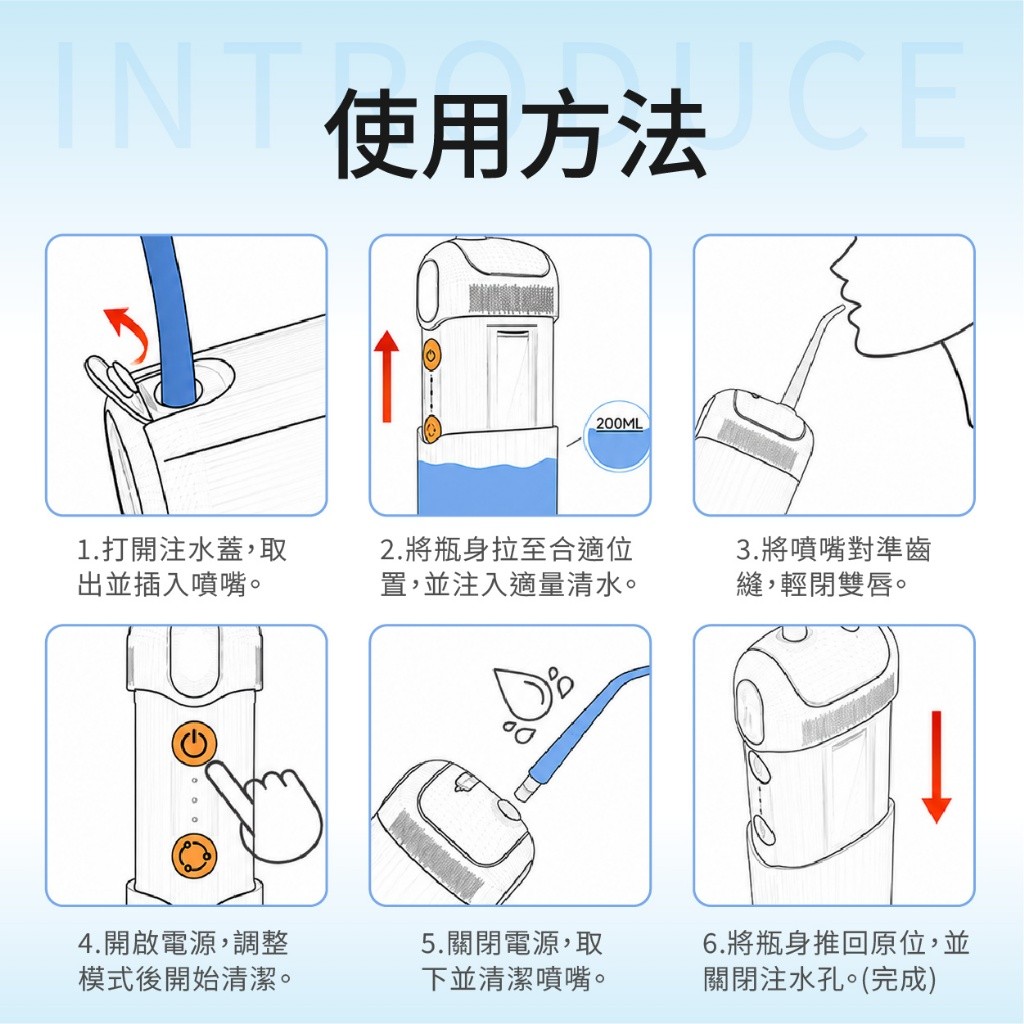 INTRODUCE
使用方法
200ML
1.打開注水蓋,取
出並插入噴嘴。
2.將瓶身拉至合適位
置,並注入適量清水。
3.將噴嘴對準齒
縫,輕閉雙唇。
4.開啟電源,調整
模式後開始清潔。
5.關閉電源,取
下並清潔噴嘴。
6.將瓶身推回原位,並
關閉注水孔。(完成)